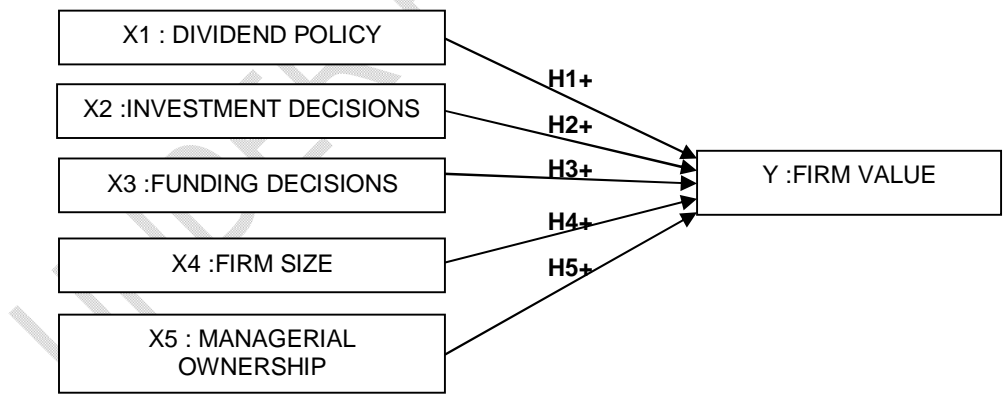 X1 : DIVIDEND POLICY
H1+
X2 :INVESTMENT DECISIONS
H2+
X3 :FUNDING DECISIONS
H3+
Y :FIRM VALUE
H4+
X4 :FIRM SIZE
H5+
X5 : MANAGERIAL
OWNERSHIP